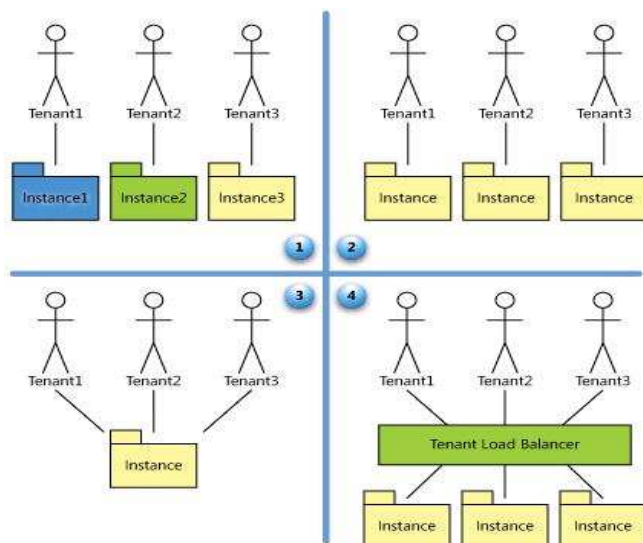 Tenant1 Tenant2 Tenant3
Instance1 Instance2 Instance3
1
Tenant1 Tenant2 Tenant3
Instance Instance Instance
2
3
Tenant1 Tenant2 Tenant3
Instance
4
Tenant1 Tenant2 Tenant3
Tenant Load Balancer
Instance Instance Instance